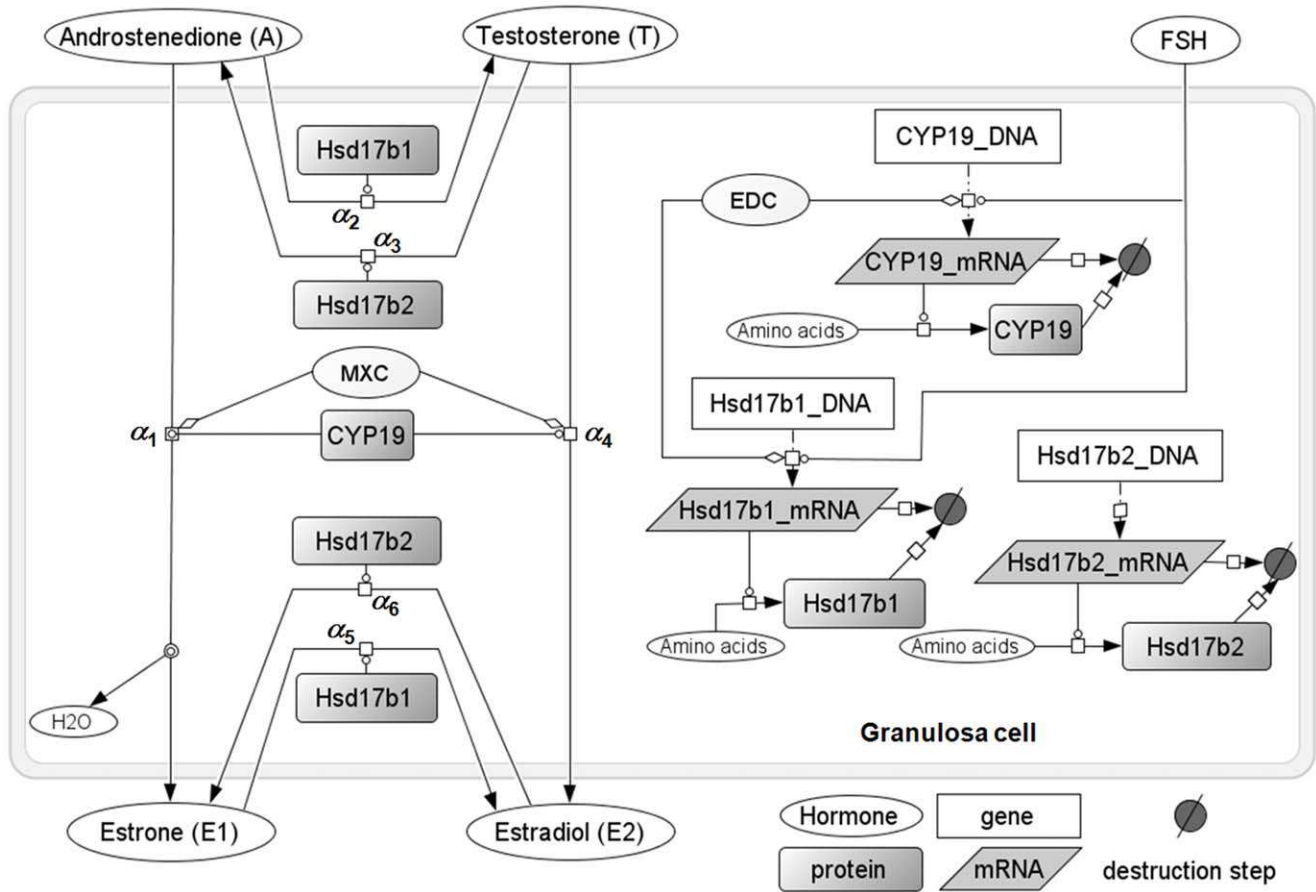 Androstenedione (A)
Testosterone (T)
FSH
Hsd17b1
α2
α3
Hsd17b2
MXC
CYP19
α1
α4
Hsd17b2
α6
α5
Hsd17b1
H2O
Estrone (E1)
Estradiol (E2)
CYP19_DNA
EDC
CYP19_mRNA
Amino acids
CYP19
Hsd17b1_DNA
Hsd17b1_mRNA
Amino acids
Hsd17b1
Hsd17b2_DNA
Hsd17b2_mRNA
Amino acids
Hsd17b2
Granulosa cell
Hormone
gene
protein
mRNA
destruction step